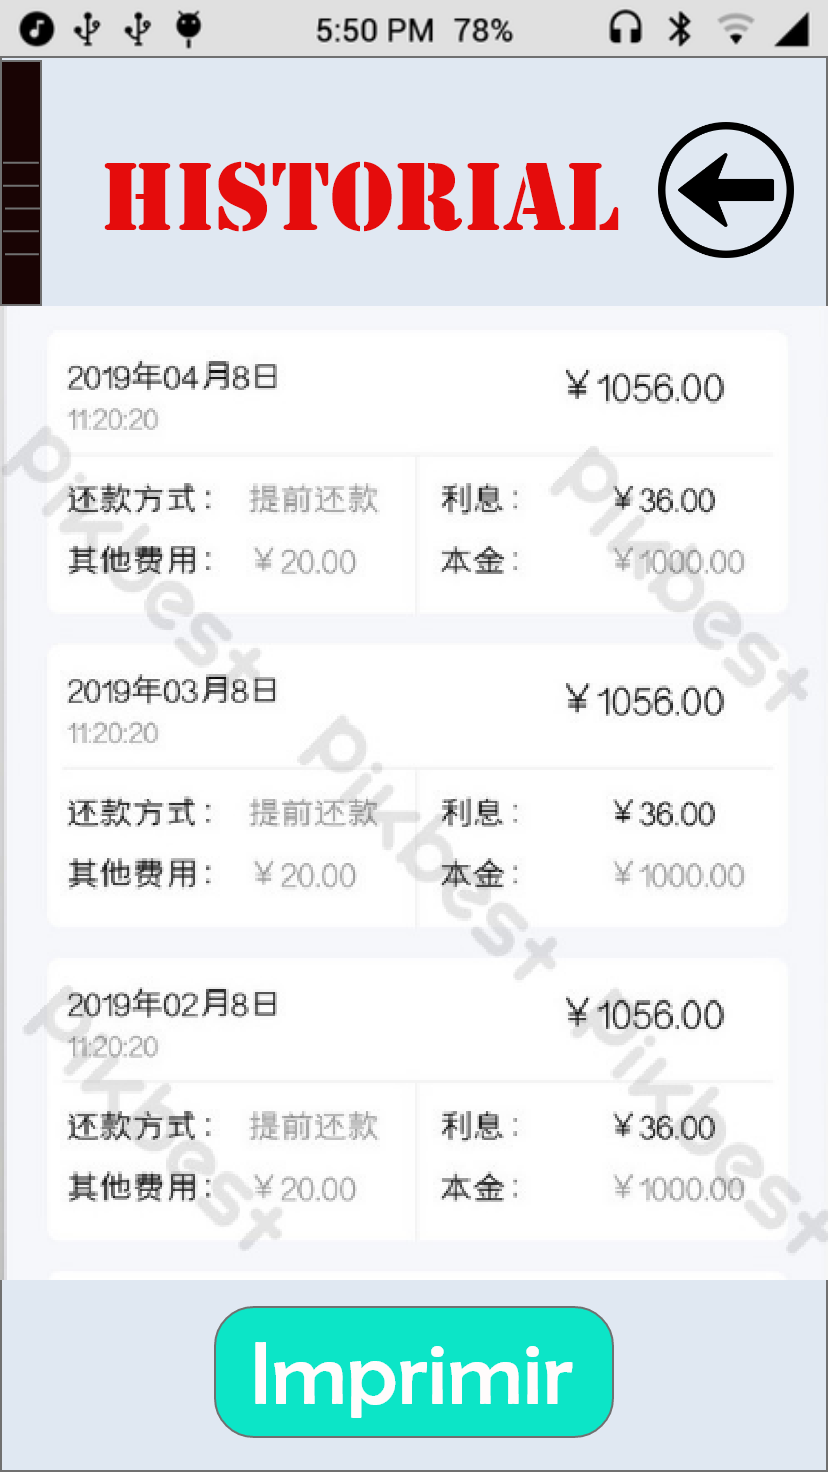 5:50 PM 78%
HISTORIAL
2019年04月8日 ¥1056.00
11:20:20
还款方式： 提前还款 利息： ¥36.00
其他费用： ¥20.00 本金： ¥1000.00
2019年03月8日 ¥1056.00
11:20:20
还款方式： 提前还款 利息： ¥36.00
其他费用： ¥20.00 本金： ¥1000.00
2019年02月8日 ¥1056.00
11:20:20
还款方式： 提前还款 利息： ¥36.00
其他费用： ¥20.00 本金： ¥1000.00
pikbest
pikbest
pikbest
pikbest
pikbest
Imprimir